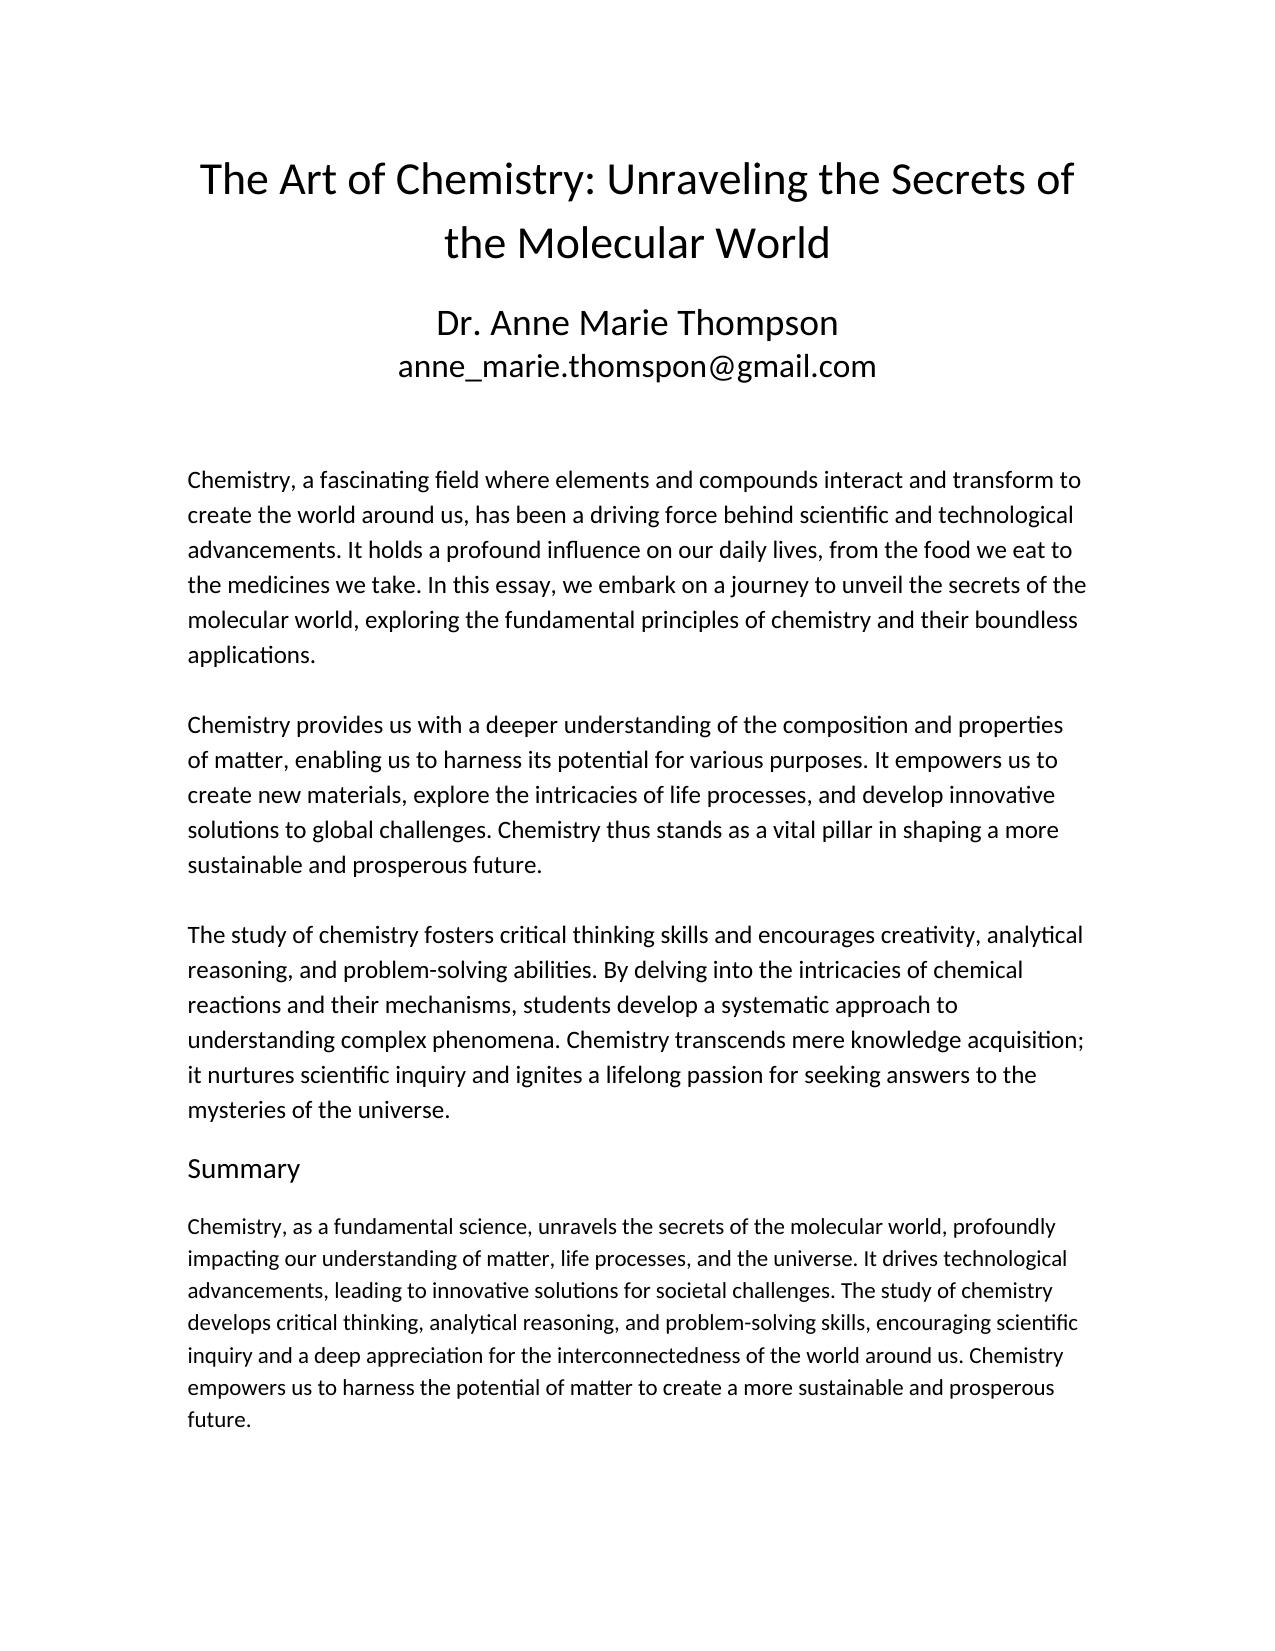 The Art of Chemistry: Unraveling the Secrets of
the Molecular World
Dr. Anne Marie Thompson
anne_marie.thomspon@gmail.com
Chemistry, a fascinating field where elements and compounds interact and transform to
create the world around us, has been a driving force behind scientific and technological
advancements. It holds a profound influence on our daily lives, from the food we eat to
the medicines we take. In this essay, we embark on a journey to unveil the secrets of the
molecular world, exploring the fundamental principles of chemistry and their boundless
applications.
Chemistry provides us with a deeper understanding of the composition and properties
of matter, enabling us to harness its potential for various purposes. It empowers us to
create new materials, explore the intricacies of life processes, and develop innovative
solutions to global challenges. Chemistry thus stands as a vital pillar in shaping a more
sustainable and prosperous future.
The study of chemistry fosters critical thinking skills and encourages creativity, analytical
reasoning, and problem-solving abilities. By delving into the intricacies of chemical
reactions and their mechanisms, students develop a systematic approach to
understanding complex phenomena. Chemistry transcends mere knowledge acquisition;
it nurtures scientific inquiry and ignites a lifelong passion for seeking answers to the
mysteries of the universe.
Summary
Chemistry, as a fundamental science, unravels the secrets of the molecular world, profoundly
impacting our understanding of matter, life processes, and the universe. It drives technological
advancements, leading to innovative solutions for societal challenges. The study of chemistry
develops critical thinking, analytical reasoning, and problem-solving skills, encouraging scientific
inquiry and a deep appreciation for the interconnectedness of the world around us. Chemistry
empowers us to harness the potential of matter to create a more sustainable and prosperous
future.